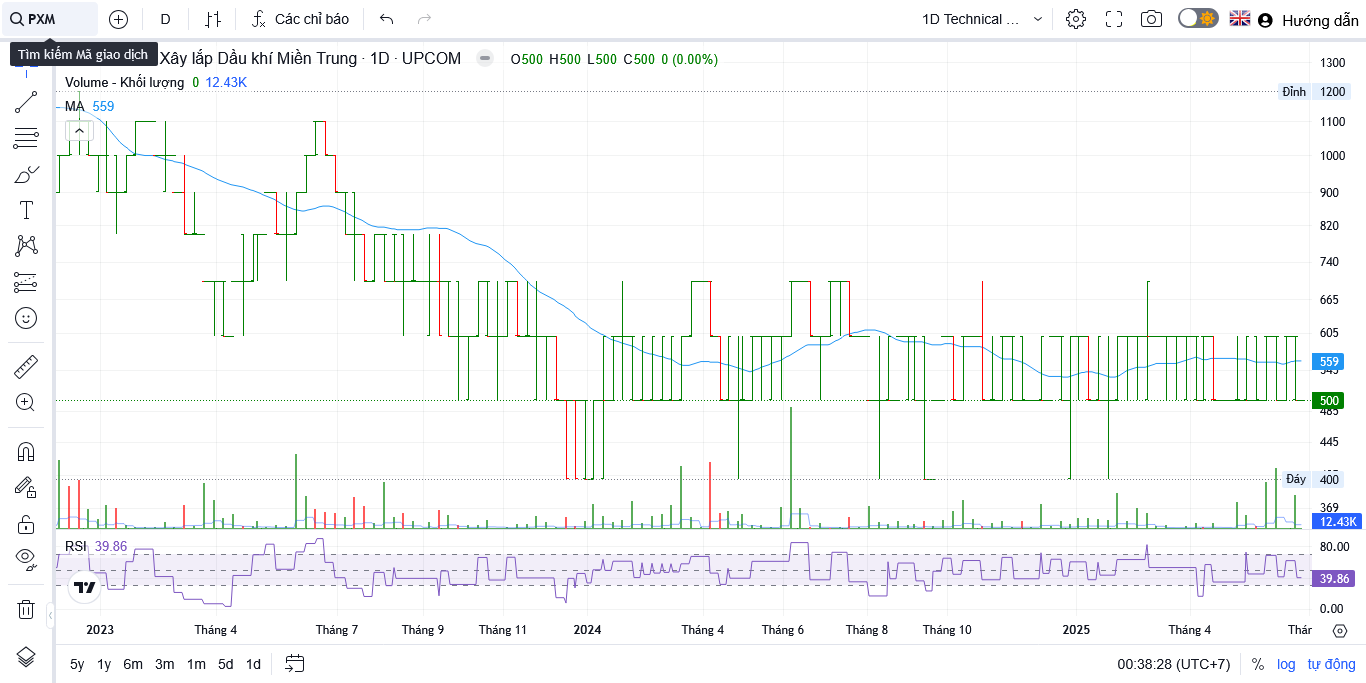 PXM
D
Các chỉ báo
1D Technical ...
Hướng dẫn
Tìm kiếm Mã giao dịch
Xây lắp Dầu khí Miền Trung · 1D · UPCOM
O500 H500 L500 C500 0 (0.00%)
Volume - Khối lượng 0 12.43K
MA 559
1300
Đỉnh 1200
1100
1000
900
820
740
665
605
559
545
500
485
445
Đáy 400
369
12.43K
RSI 39.86
80.00
39.86
0.00
2023 Tháng 4 Tháng 7 Tháng 9 Tháng 11 2024 Tháng 4 Tháng 6 Tháng 8 Tháng 10 2025 Tháng 4 Thár
5y 1y 6m 3m 1m 5d 1d
00:38:28 (UTC+7) % log tự động